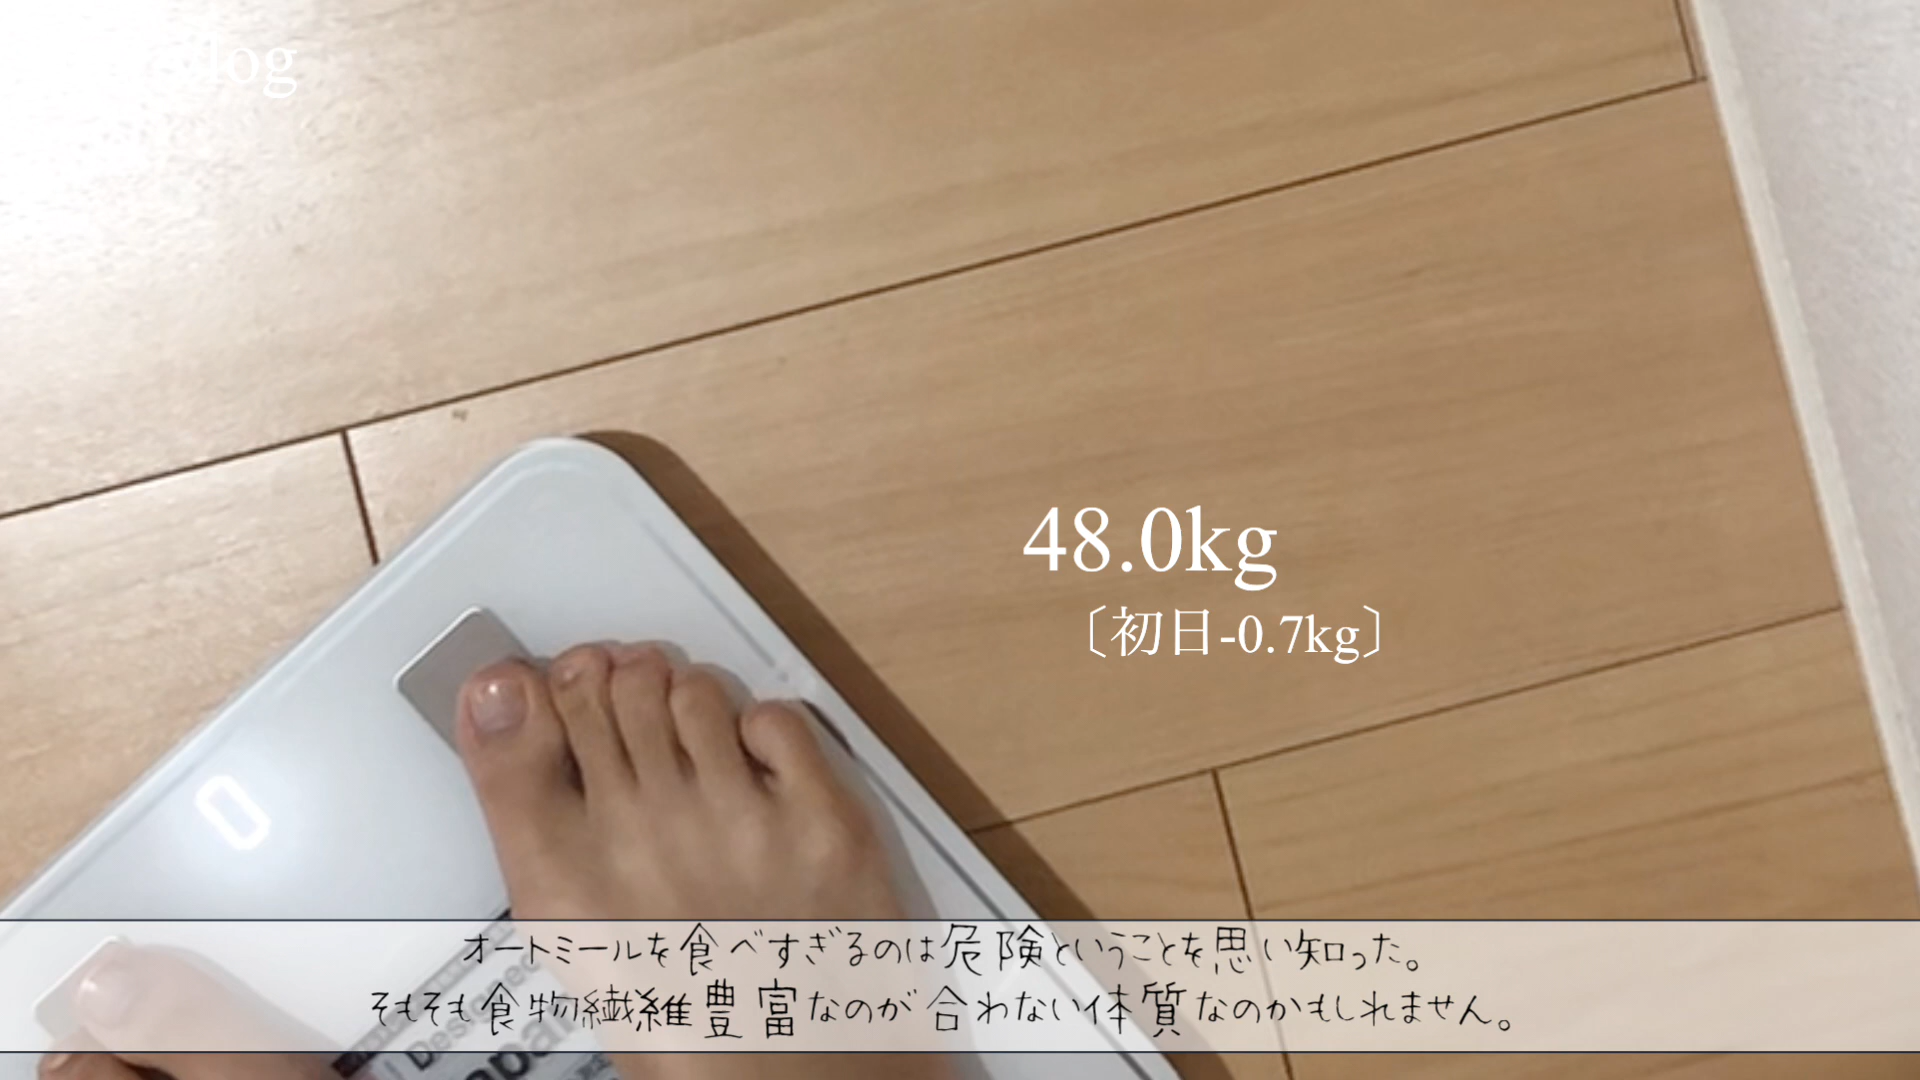 log
48.0kg
〔初日-0.7kg〕
0
オートミールを食べすぎるのは危険ということを思い知った。
そもそも食物繊維豊富なのが合わない体質なのかもしれません。